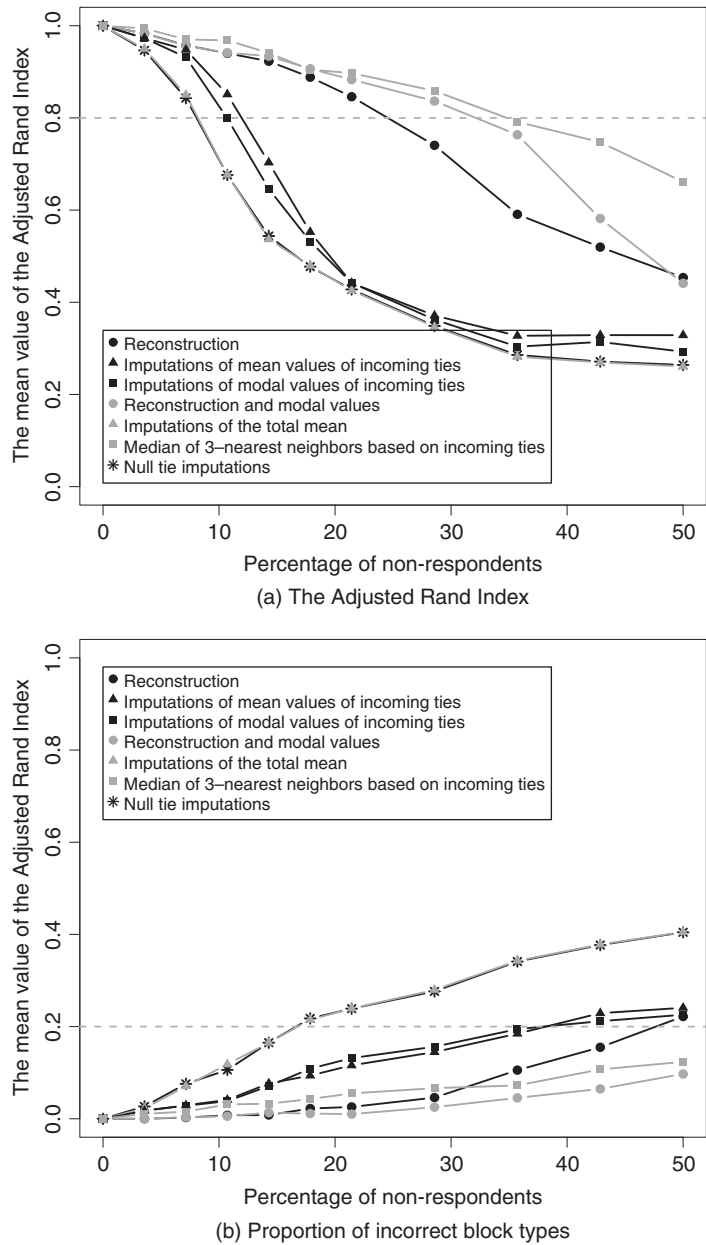 The mean value of the Adjusted Rand Index
1.0
0.8
0.6
0.4
0.2
0.0
Reconstruction
Imputations of mean values of incoming ties
Imputations of modal values of incoming ties
Reconstruction and modal values
Imputations of the total mean
Median of 3–nearest neighbors based on incoming ties
Null tie imputations
0 10 20 30 40 50
Percentage of non-respondents
(a) The Adjusted Rand Index
The mean value of the Adjusted Rand Index
1.0
0.8
0.6
0.4
0.2
0.0
Reconstruction
Imputations of mean values of incoming ties
Imputations of modal values of incoming ties
Reconstruction and modal values
Imputations of the total mean
Median of 3–nearest neighbors based on incoming ties
Null tie imputations
0 10 20 30 40 50
Percentage of non-respondents
(b) Proportion of incorrect block types